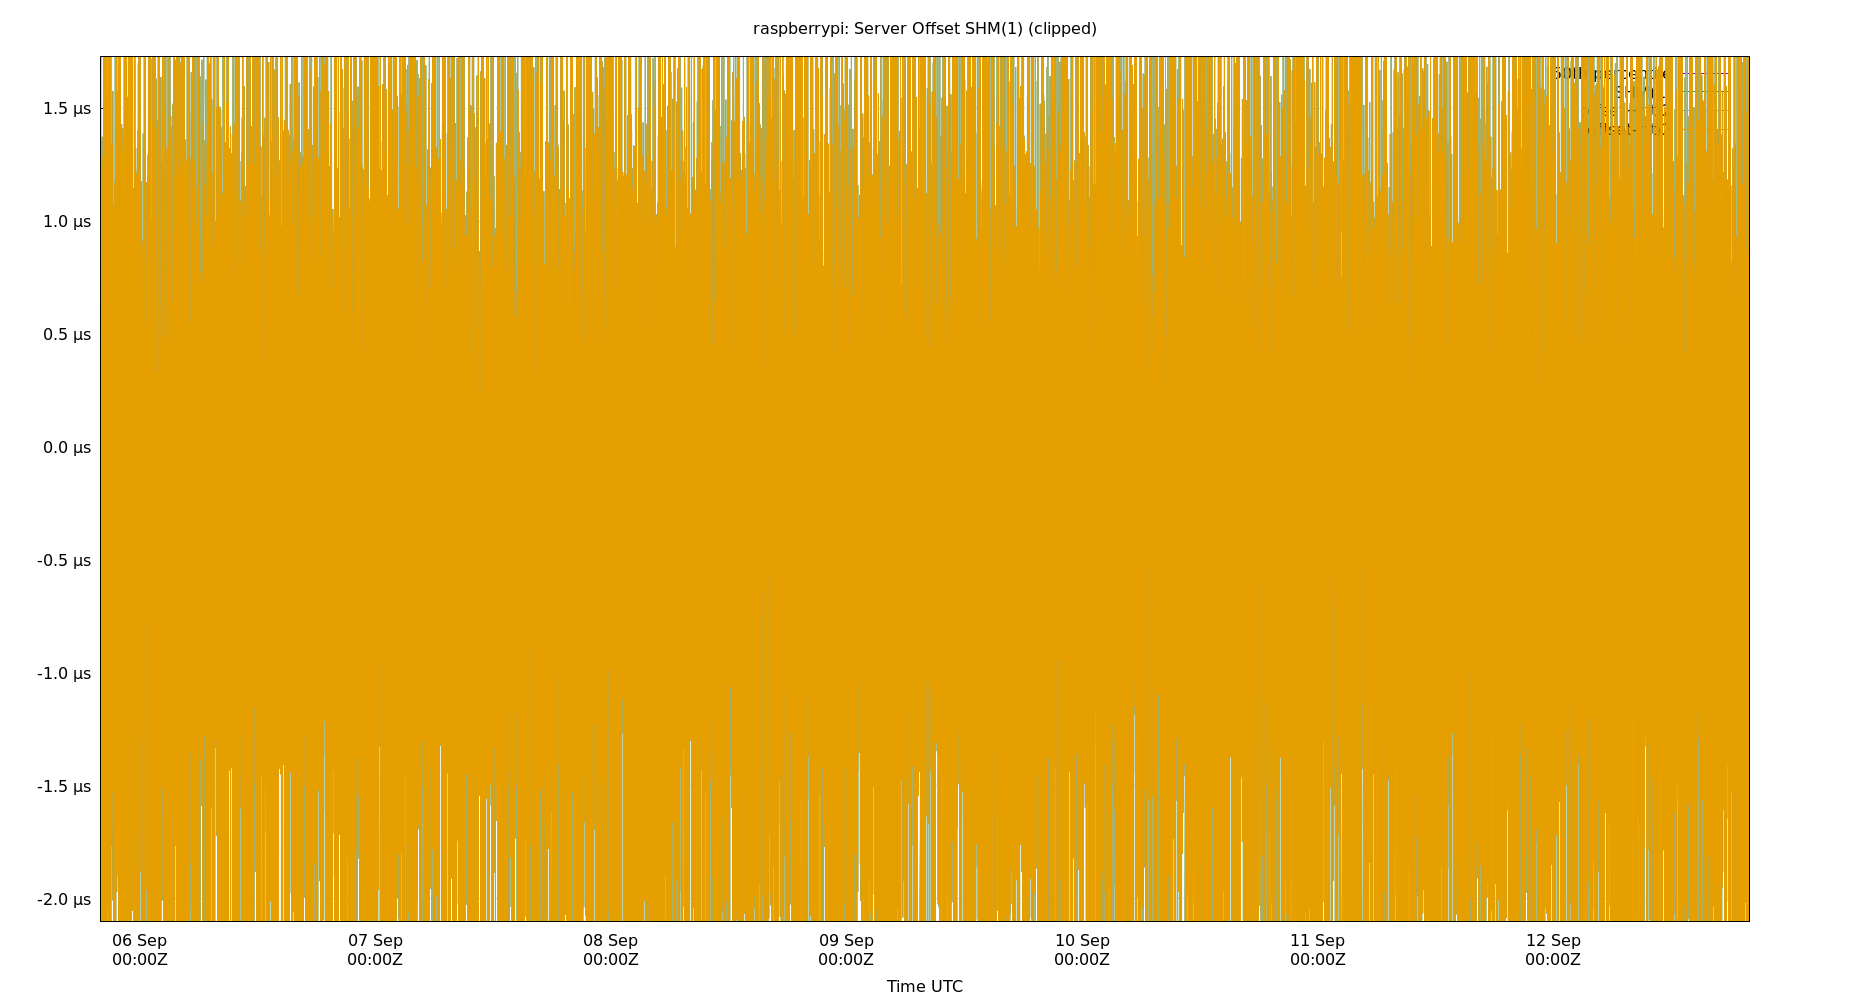 raspberrypi: Server Offset SHM(1) (clipped)
50th percentile
1.5 µs
1.0 µs
0.5 µs
0.0 µs
-0.5 µs
-1.0 µs
-1.5 µs
-2.0 µs
06 Sep 07 Sep 08 Sep 09 Sep 10 Sep 11 Sep 12 Sep
00:00Z 00:00Z 00:00Z 00:00Z 00:00Z 00:00Z 00:00Z
Time UTC